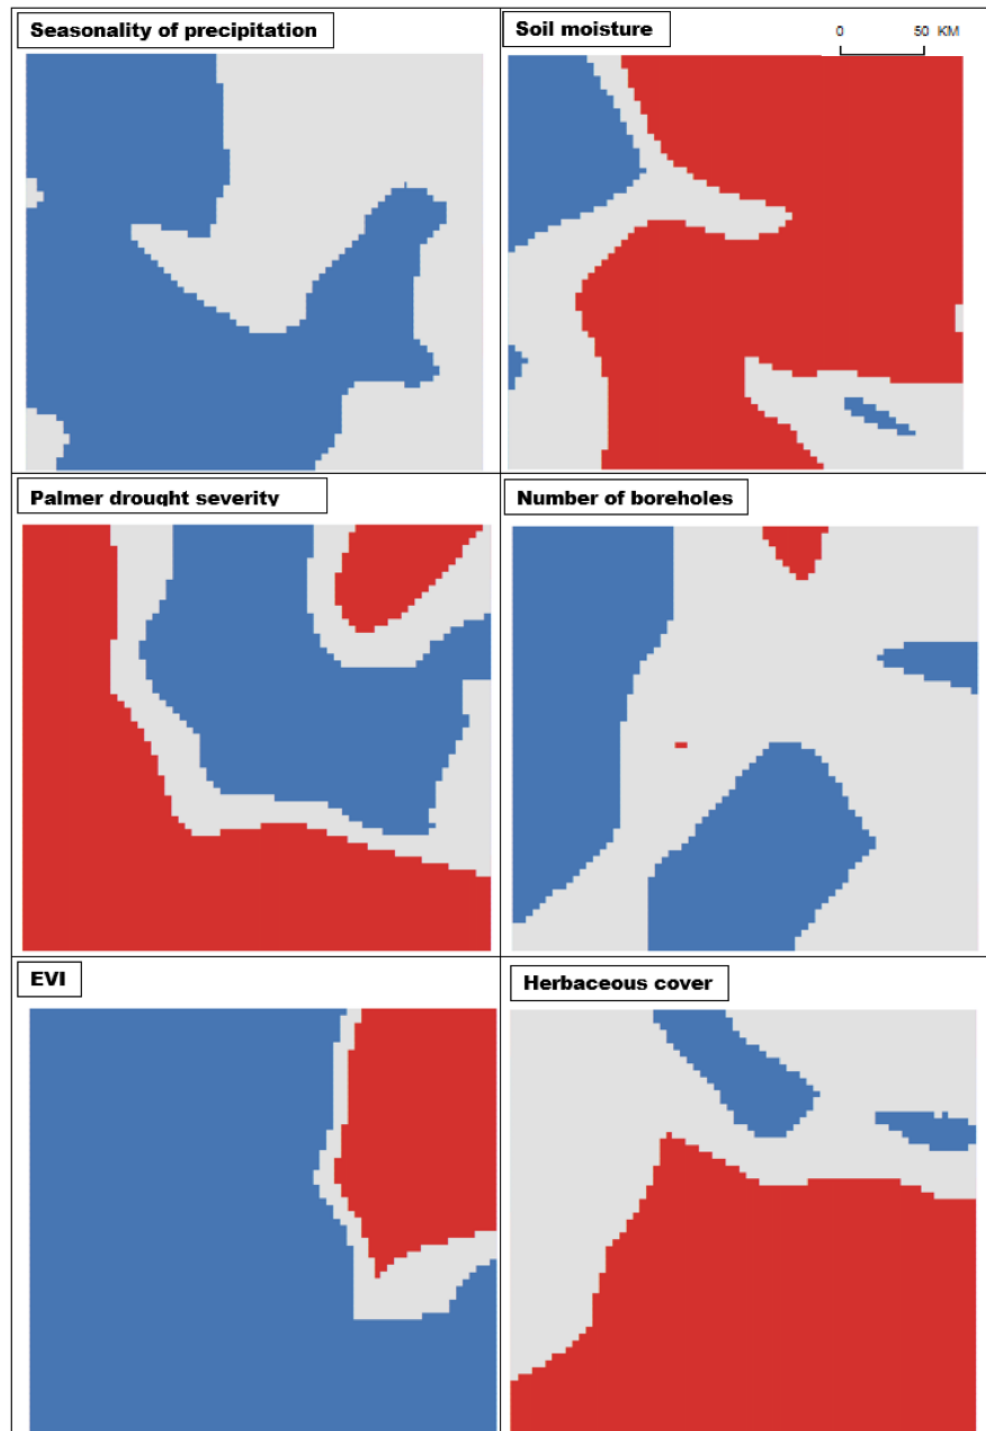 Seasonality of precipitation
Soil moisture
0 50 KM
Palmer drought severity
Number of boreholes
EVI
Herbaceous cover